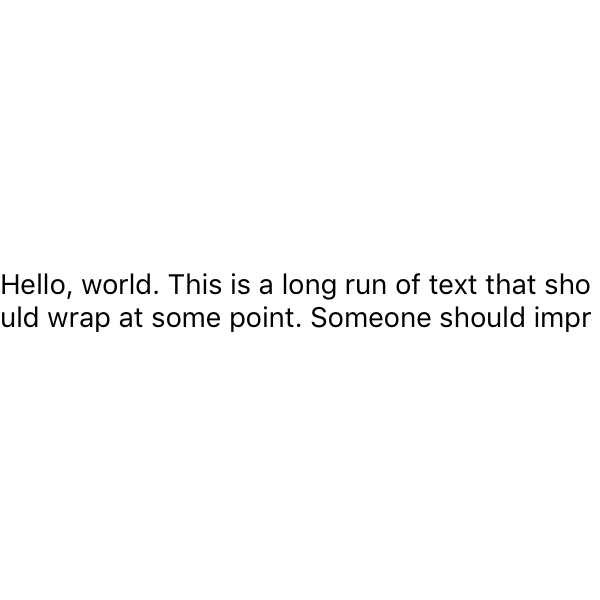 Hello, world. This is a long run of text that sho
uld wrap at some point. Someone should impr